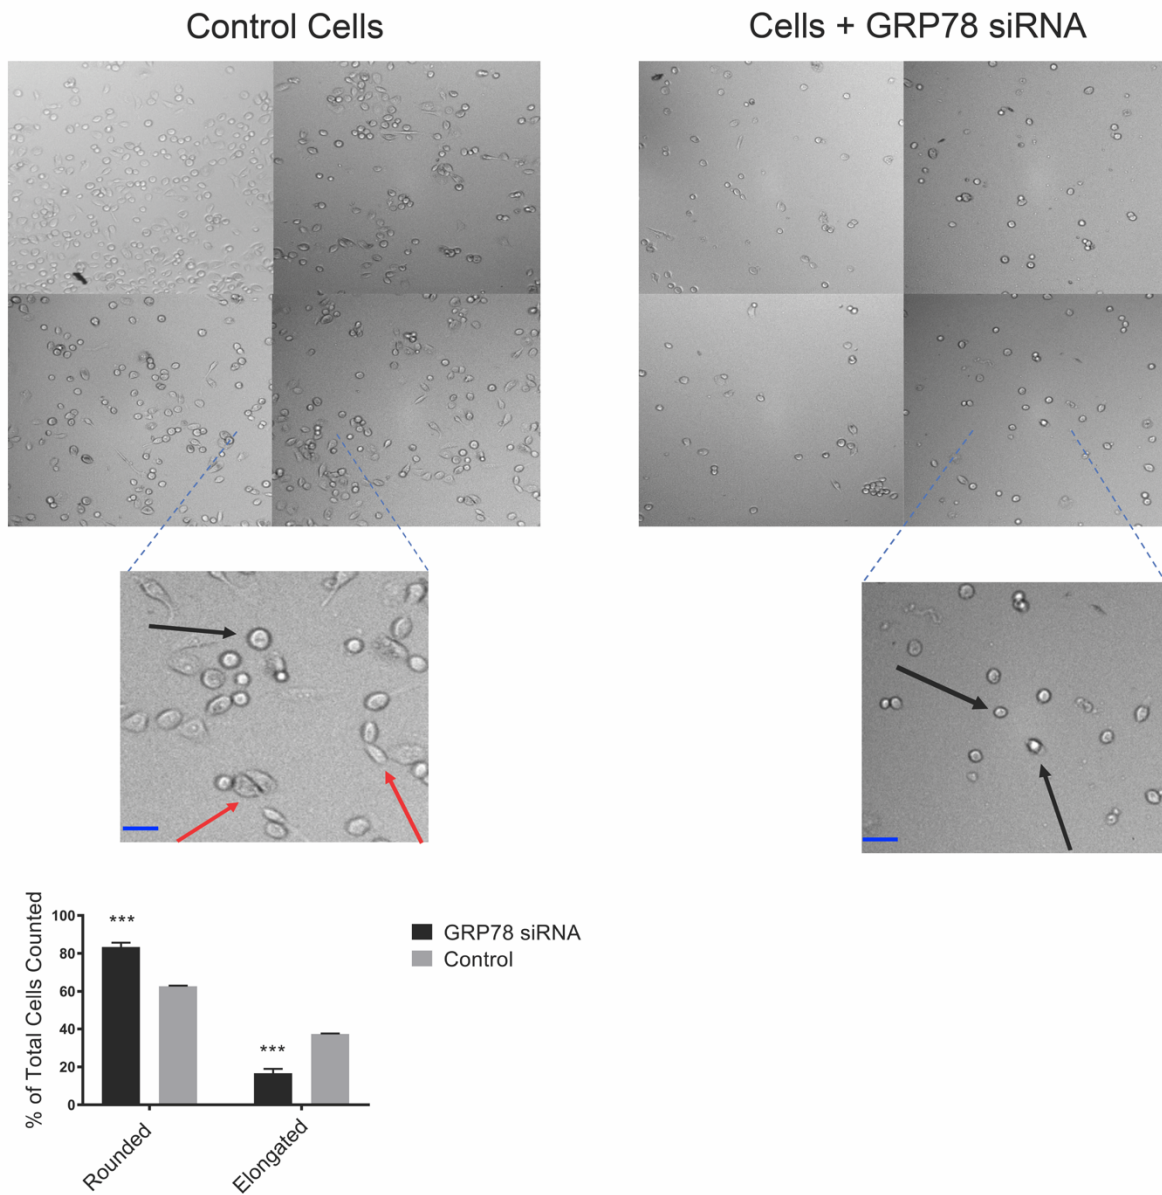 Control Cells
Cells + GRP78 siRNA
% of Total Cells Counted
100
80
60
40
20
0
***
***
Rounded
Elongated
GRP78 siRNA
Control